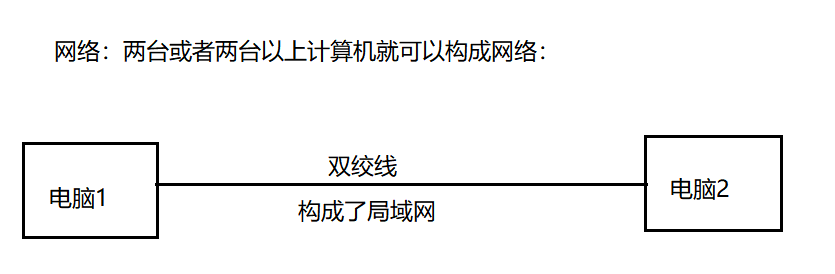 网络：两台或者两台以上计算机就可以构成网络：
双绞线
电脑1
电脑2
构成了局域网